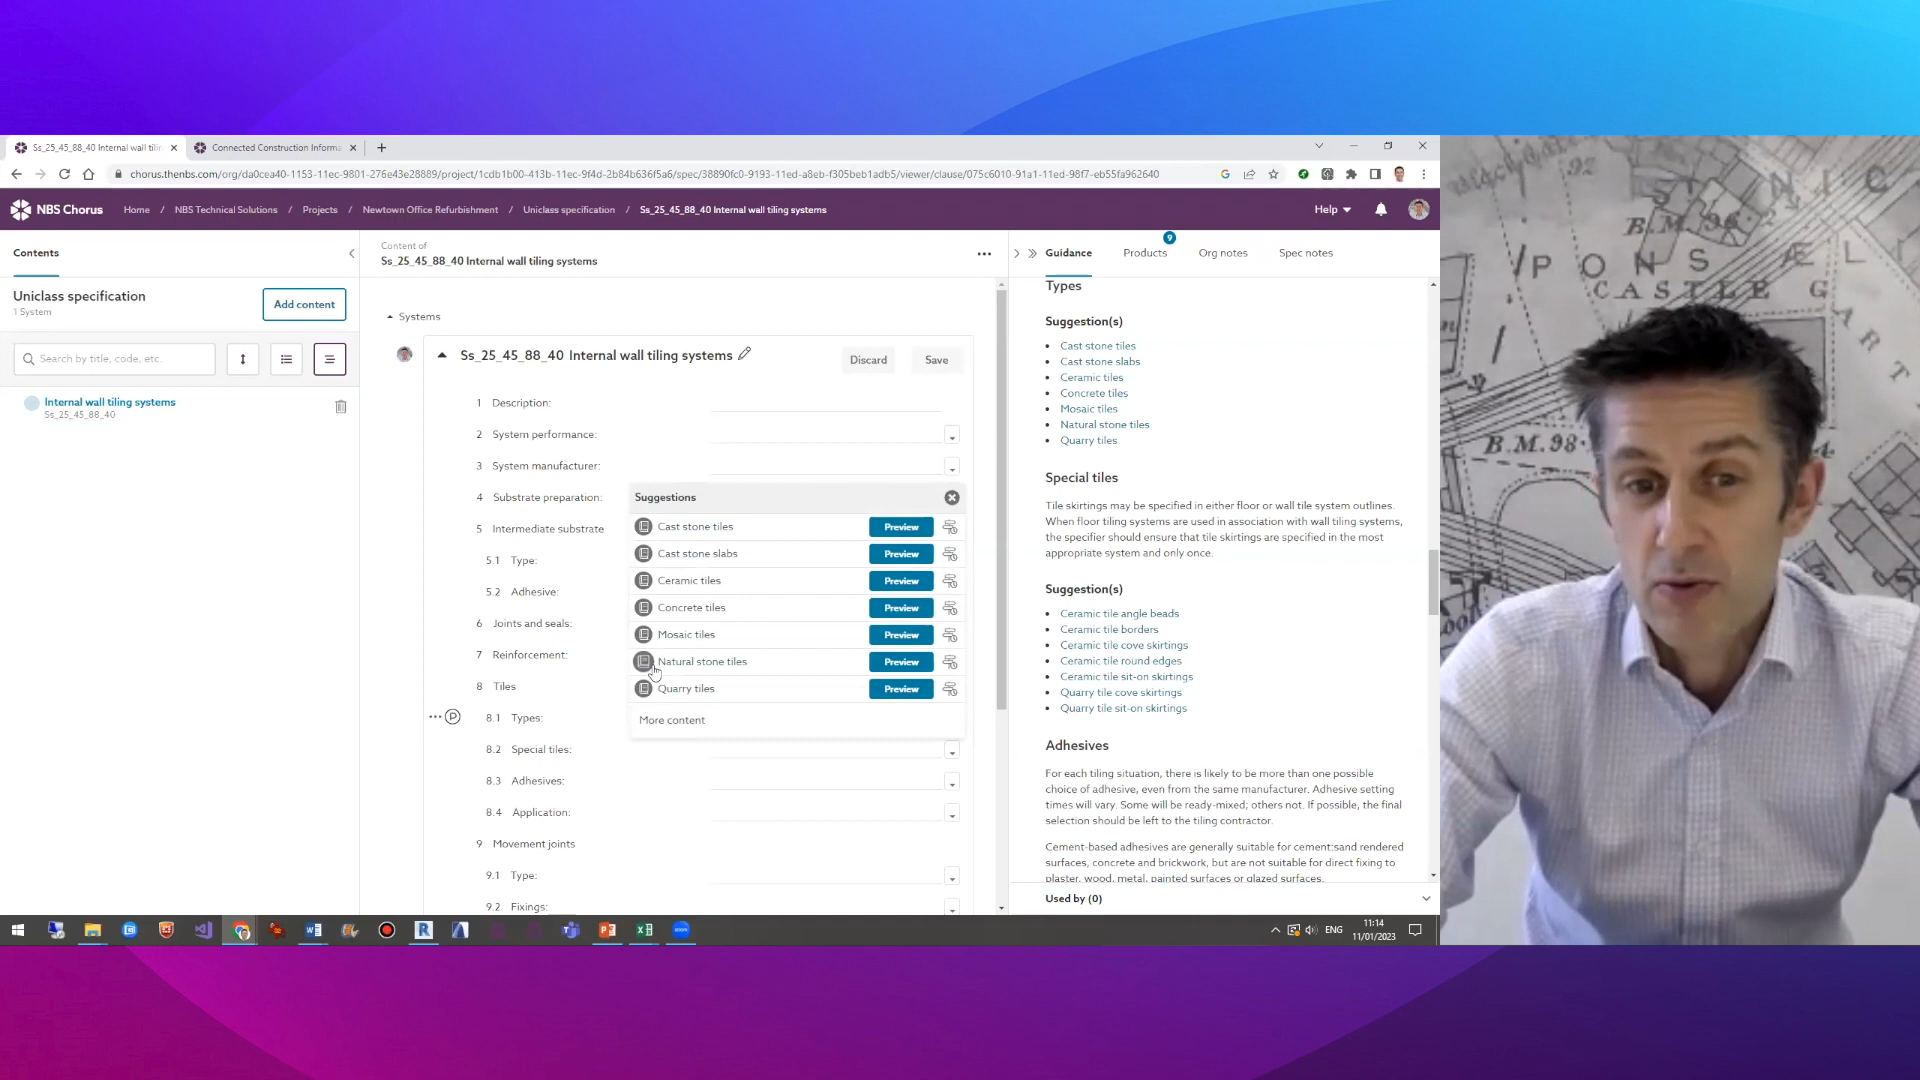 Ss_25_45_88_40 Internal wall tilin
Connected Construction Informa
chorus.thenbs.com/org/da0cea40-1153-11ec-9801-276e43e28889/project/1cdb1b00-413b-11ec-9f4d-2b84b636f5a6/spec/38890fc0-9193-11ed-a8eb-f305beb1adb5/viewer/clause/075c6010-91a1-11ed-98f7-eb55fa962640
NBS Chorus
Home / NBS Technical Solutions / Projects / Newtown Office Refurbishment / Uniclass specification / Ss_25_45_88_40 Internal wall tiling systems
Help
Contents
Content of
Ss_25_45_88_40 Internal wall tiling systems
9
Guidance
Products
Org notes
Spec notes
Uniclass specification
1 System
Add content
Search by title, code, etc.
Internal wall tiling systems
Ss_25_45_88_40
Systems
Ss_25_45_88_40 Internal wall tiling systems
Discard
Save
1 Description:
2 System performance:
3 System manufacturer:
4 Substrate preparation:
5 Intermediate substrate
5.1 Type:
5.2 Adhesive:
6 Joints and seals:
7 Reinforcement:
8 Tiles
P
8.1 Types:
8.2 Special tiles:
8.3 Adhesives:
8.4 Application:
9 Movement joints
9.1 Type:
9.2 Fixings:
Suggestions
Cast stone tiles Preview
Cast stone slabs Preview
Ceramic tiles Preview
Concrete tiles Preview
Mosaic tiles Preview
Natural stone tiles Preview
Quarry tiles Preview
More content
Types
Suggestion(s)
Cast stone tiles
Cast stone slabs
Ceramic tiles
Concrete tiles
Mosaic tiles
Natural stone tiles
Quarry tiles
Special tiles
Tile skirtings may be specified in either floor or wall tile system outlines.
When floor tiling systems are used in association with wall tiling systems,
the specifier should ensure that tile skirtings are specified in the most
appropriate system and only once.
Suggestion(s)
Ceramic tile angle beads
Ceramic tile borders
Ceramic tile cove skirtings
Ceramic tile round edges
Ceramic tile sit-on skirtings
Quarry tile cove skirtings
Quarry tile sit-on skirtings
Adhesives
For each tiling situation, there is likely to be more than one possible
choice of adhesive, even from the same manufacturer. Adhesive setting
times will vary. Some will be ready-mixed; others not. If possible, the final
selection should be left to the tiling contractor.
Cement-based adhesives are generally suitable for cement:sand rendered
surfaces, concrete and brickwork, but are not suitable for direct fixing to
plaster, wood, metal, painted surfaces or glazed surfaces.
Used by (0)
ENG
11:14
11/01/2023
B.M. 96
CASTLE
B.M. 98